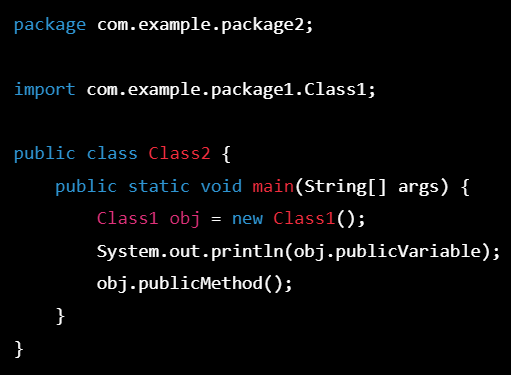 package com.example.package2;
import com.example.package1.Class1;
public class Class2 {
    public static void main(String[] args) {
        Class1 obj = new Class1();
        System.out.println(obj.publicVariable);
        obj.publicMethod();
    }
}